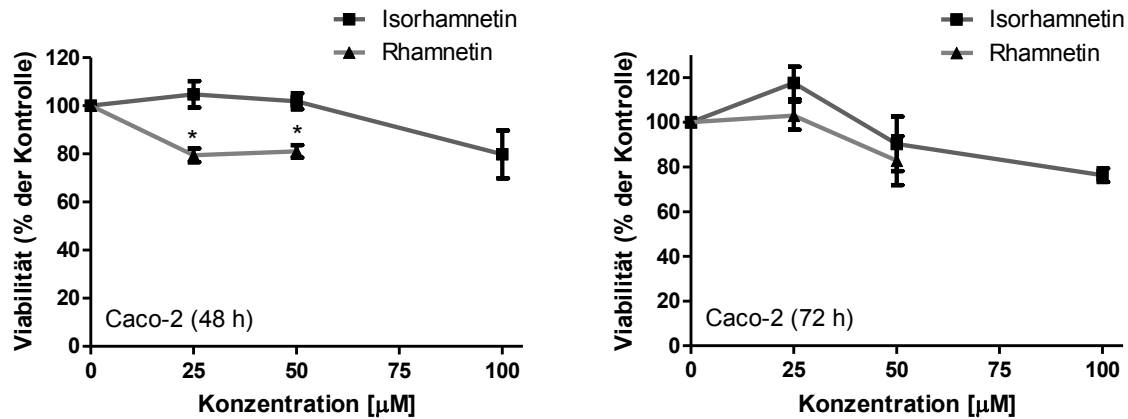 Isorhamnetin
Rhamnetin
120
100
80
60
40
20
0
Viabilität (% der Kontrolle)
* *
Caco-2 (48 h)
0 25 50 75 100
Konzentration [µM]
Isorhamnetin
Rhamnetin
120
100
80
60
40
20
0
Viabilität (% der Kontrolle)
Caco-2 (72 h)
0 25 50 75 100
Konzentration [µM]